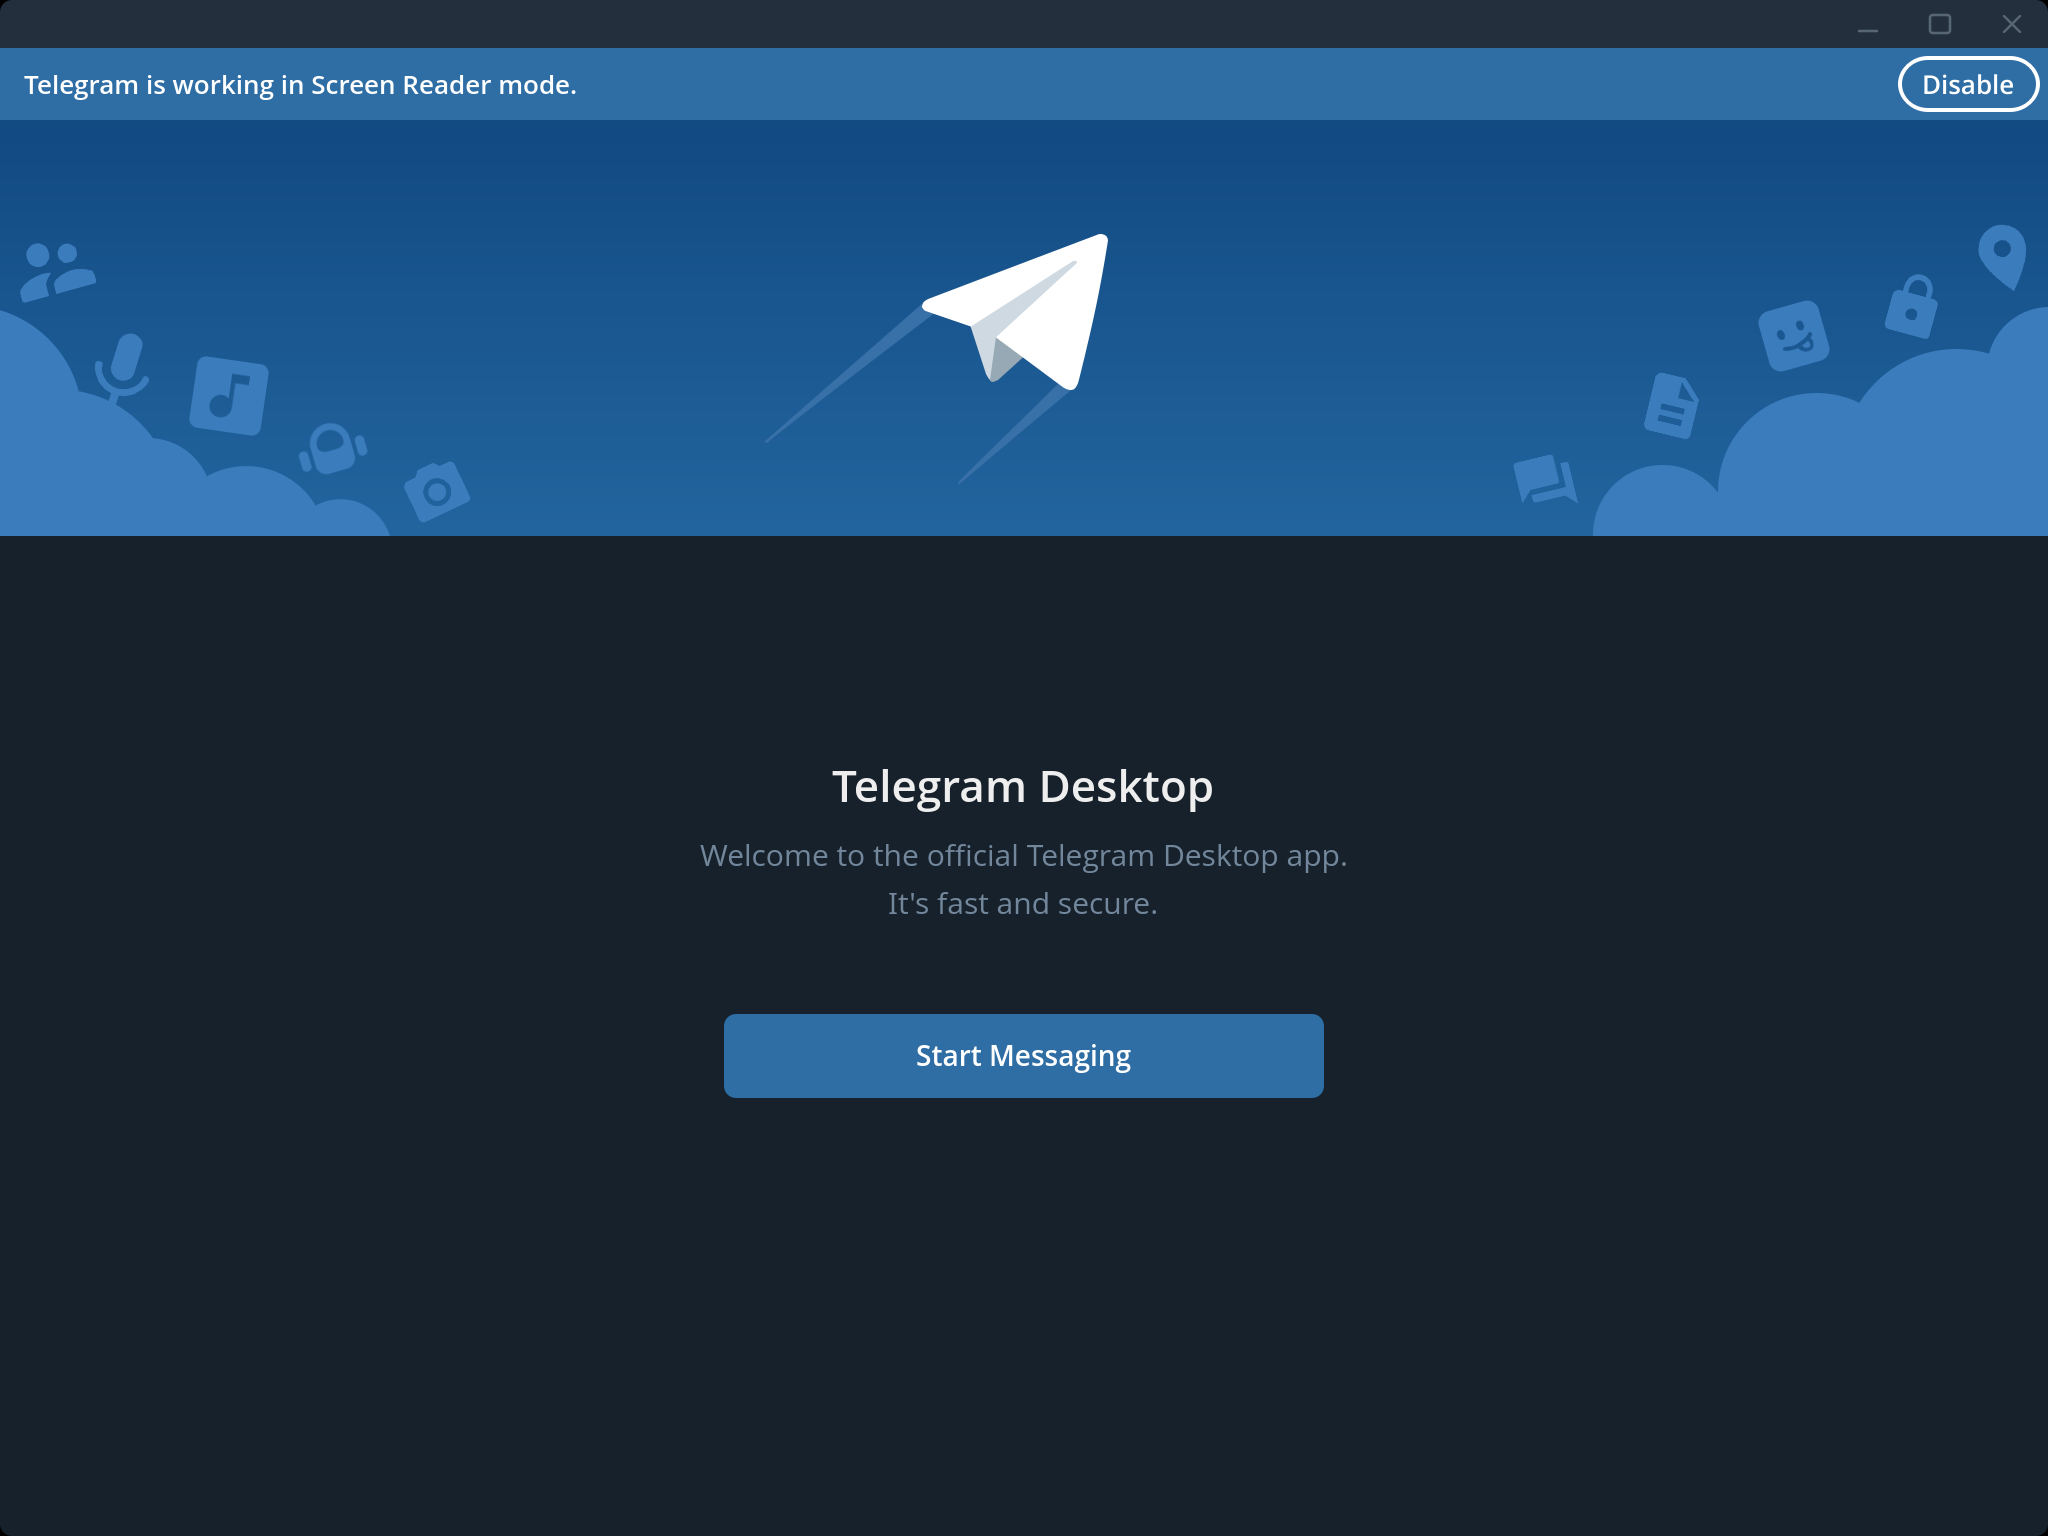 Telegram is working in Screen Reader mode.
Disable
Telegram Desktop
Welcome to the official Telegram Desktop app.
It's fast and secure.
Start Messaging